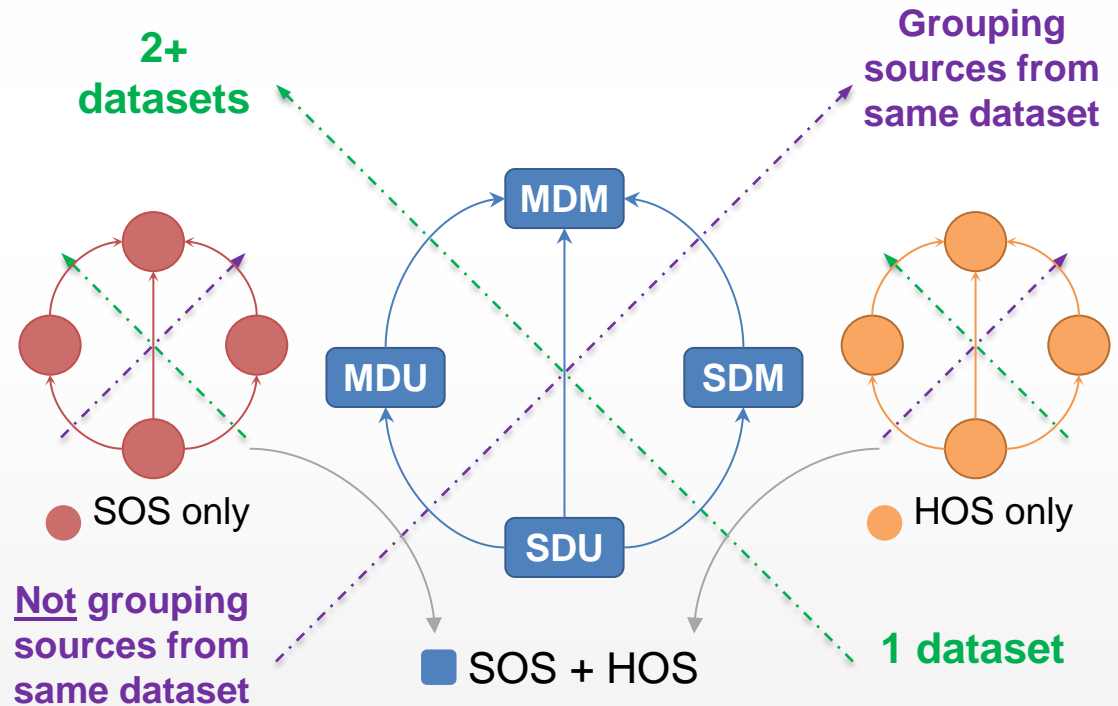 2+
datasets
Grouping
sources from
same dataset
MDM
MDU
SDM
SDU
SOS only
HOS only
Not grouping
sources from
same dataset
SOS + HOS
1 dataset